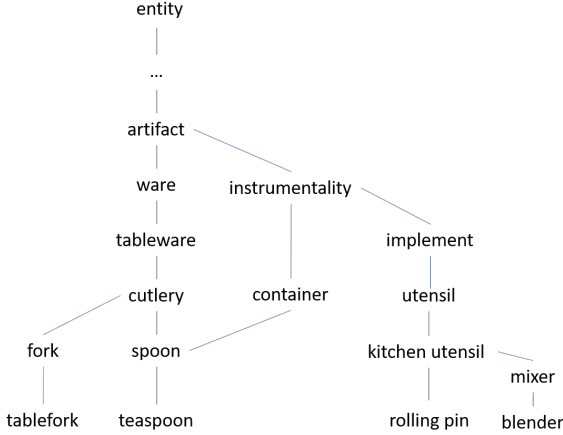 entity
...
artifact
ware instrumentality
tableware implement
cutlery container utensil
fork spoon kitchen utensil
mixer
tablefork teaspoon rolling pin blender